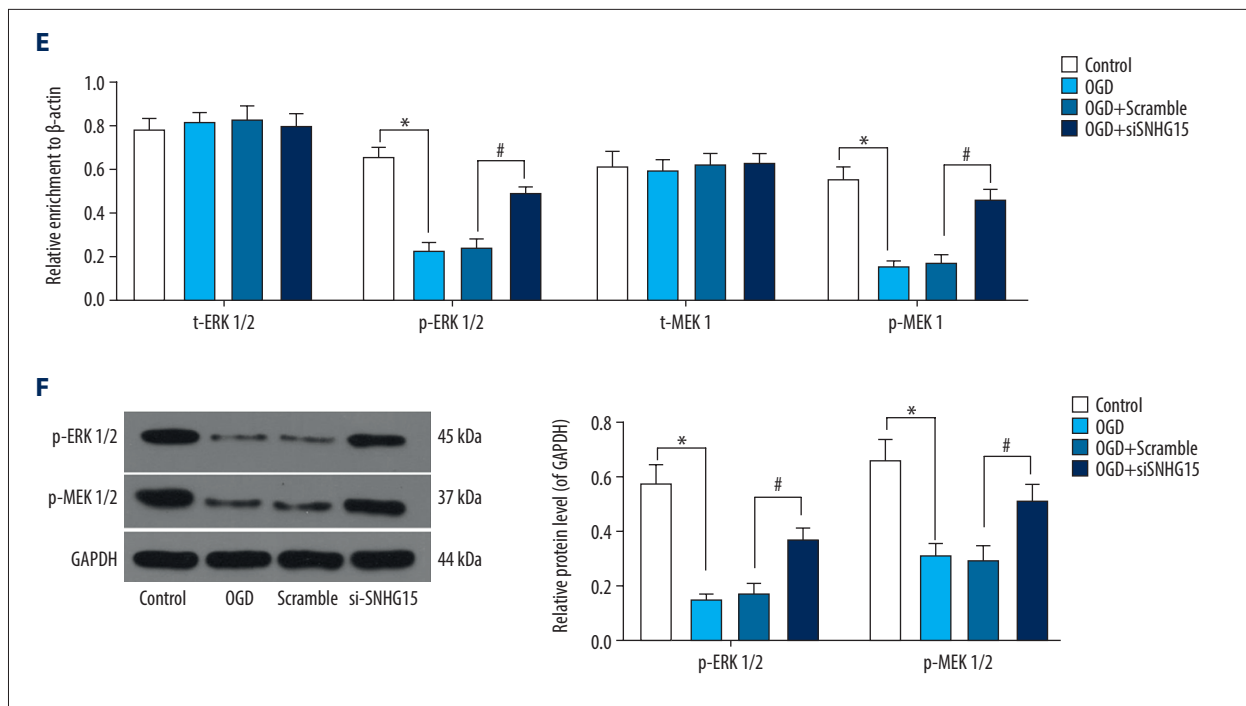 E
Relative enrichment to β-actin
1.0
0.8
0.6
0.4
0.2
0.0
*
#
*
#
t-ERK 1/2 p-ERK 1/2 t-MEK 1 p-MEK 1
Control
OGD
OGD+Scramble
OGD+siSNHG15
F
p-ERK 1/2 45 kDa
p-MEK 1/2 37 kDa
GAPDH 44 kDa
Control OGD Scramble si-SNHG15
Relative protein level (of GAPDH)
0.8
0.6
0.4
0.2
0.0
*
#
*
#
p-ERK 1/2 p-MEK 1/2
Control
OGD
OGD+Scramble
OGD+siSNHG15